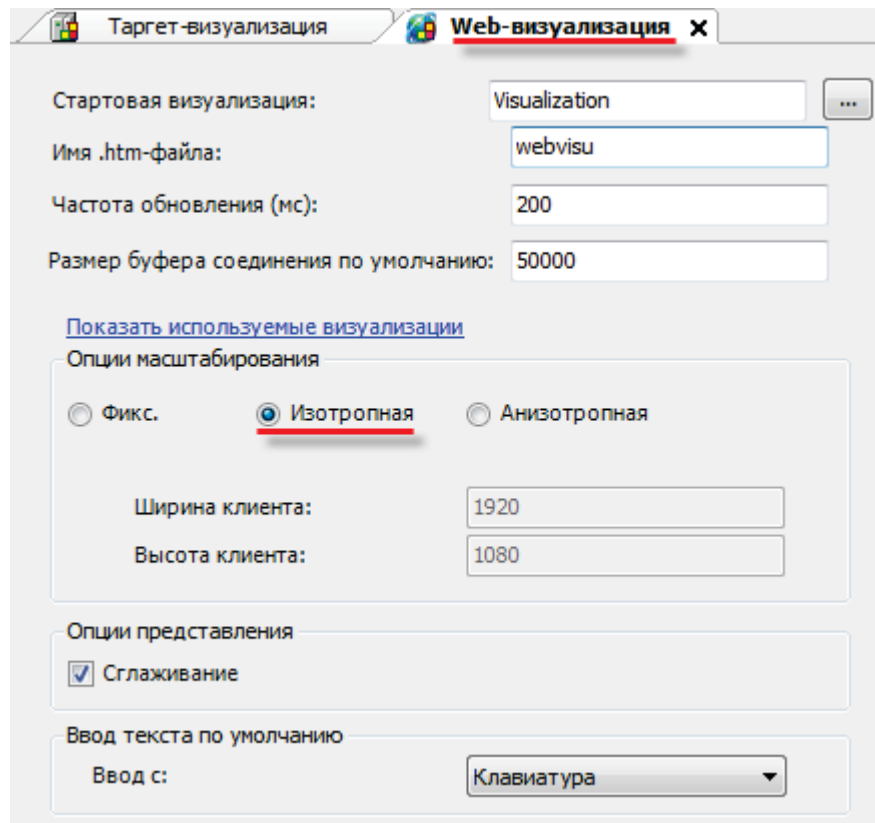 Таргет-визуализация Web-визуализация
Стартовая визуализация: Visualization ...
Имя .htm-файла: webvisu
Частота обновления (мс): 200
Размер буфера соединения по умолчанию: 50000
Показать используемые визуализации
Опции масштабирования
Фикс. Изотропная Анизотропная
Ширина клиента: 1920
Высота клиента: 1080
Опции представления
Сглаживание
Ввод текста по умолчанию
Ввод с: Клавиатура